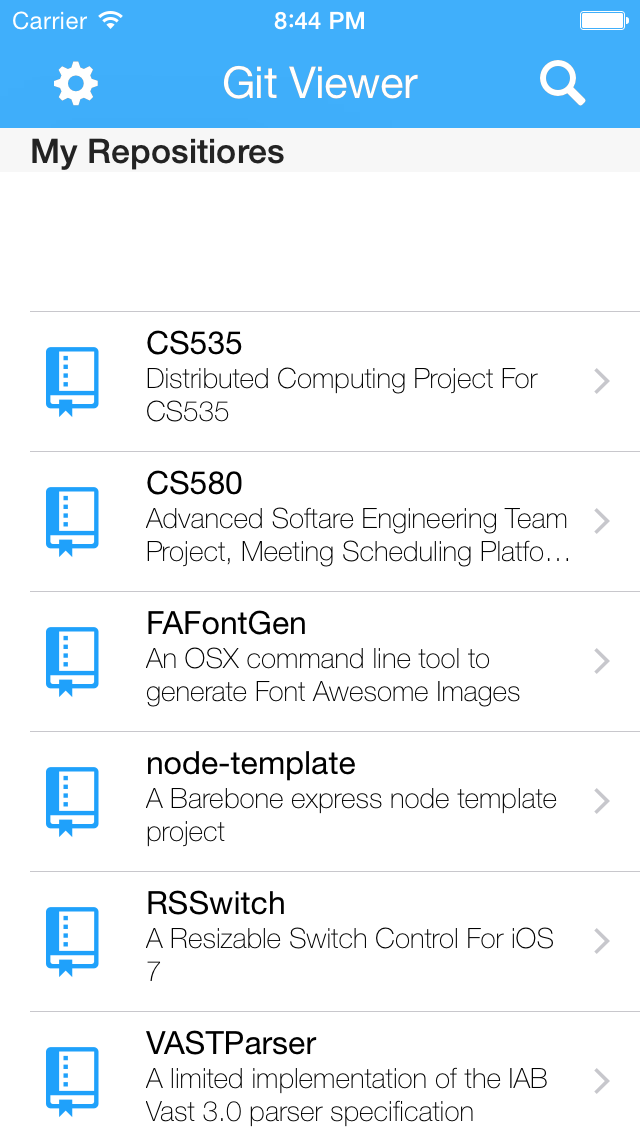 Carrier 8:44 PM
Git Viewer
My Repositiores
CS535
Distributed Computing Project For
CS535
CS580
Advanced Softare Engineering Team
Project, Meeting Scheduling Platfo…
FAFontGen
An OSX command line tool to
generate Font Awesome Images
node-template
A Barebone express node template
project
RSSwitch
A Resizable Switch Control For iOS
7
VASTParser
A limited implementation of the IAB
Vast 3.0 parser specification